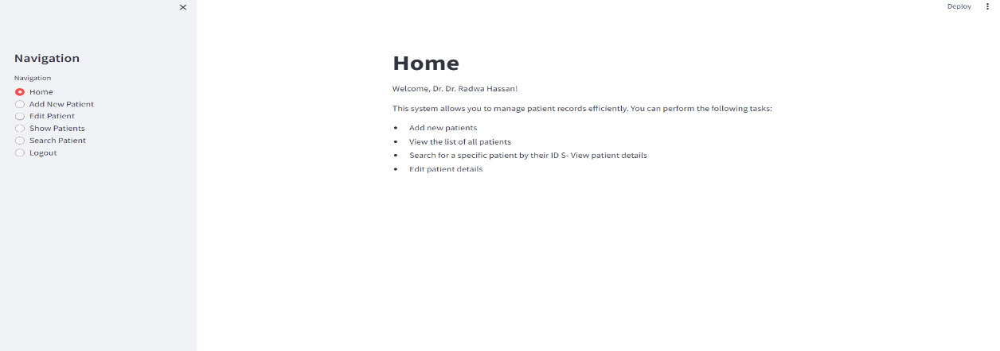 Deploy
Navigation
Navigation
Home
Add New Patient
Edit Patient
Show Patients
Search Patient
Logout
Home
Welcome, Dr. Dr. Radwa Hassan!
This system allows you to manage patient records efficiently. You can perform the following tasks:
• Add new patients
• View the list of all patients
• Search for a specific patient by their ID S- View patient details
• Edit patient details